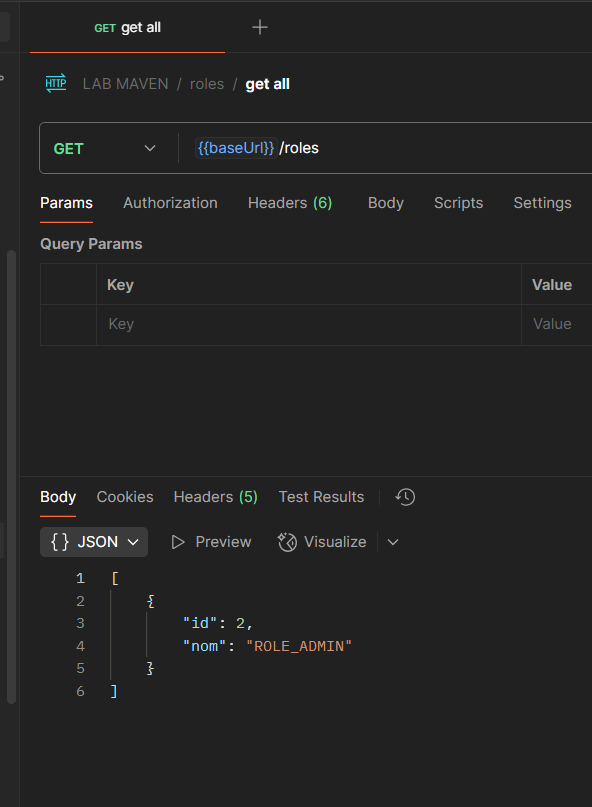 GET get all
HTTP LAB MAVEN / roles / get all
GET {{baseUrl}} /roles
Params Authorization Headers (6) Body Scripts Settings
Query Params
Key Value
Key Value
Body Cookies Headers (5) Test Results
{} JSON Preview Visualize
1 [
2 {
3 "id": 2,
4 "nom": "ROLE_ADMIN"
5 }
6 ]